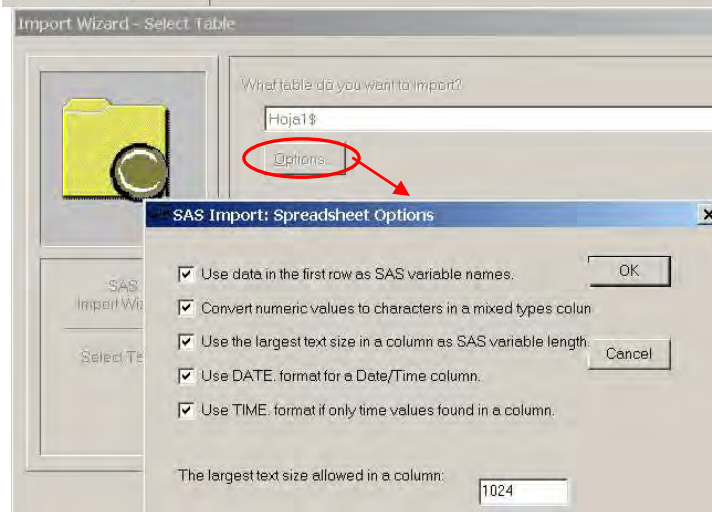 Import Wizard - Select Table
What table do you want to import?
Hoja1$
Options...
SAS Import: Spreadsheet Options
Use data in the first row as SAS variable names.
OK
Convert numeric values to characters in a mixed types colun
Use the largest text size in a column as SAS variable length.
Cancel
Use DATE. format for a Date/Time column.
Use TIME. format if only time values found in a column.
The largest text size allowed in a column:
1024
SAS
Import Wiz
Select Te